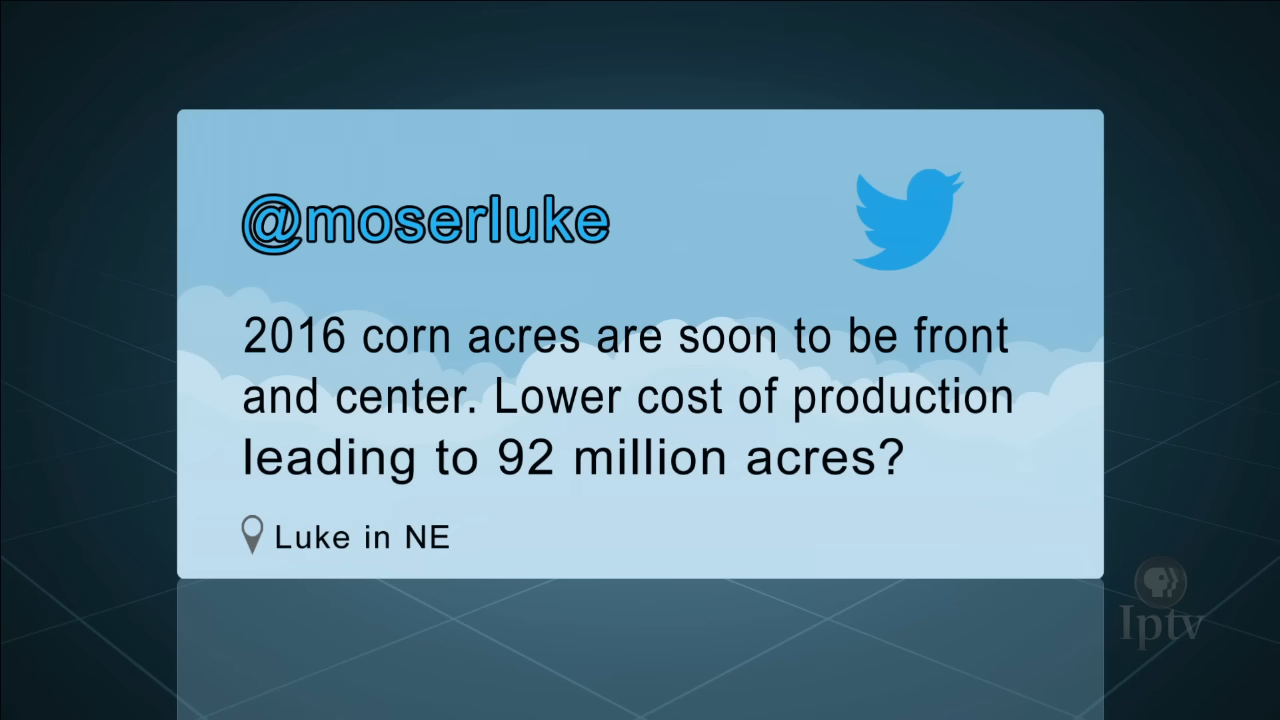 @moserluke
2016 corn acres are soon to be front
and center. Lower cost of production
leading to 92 million acres?
Luke in NE
Iptv